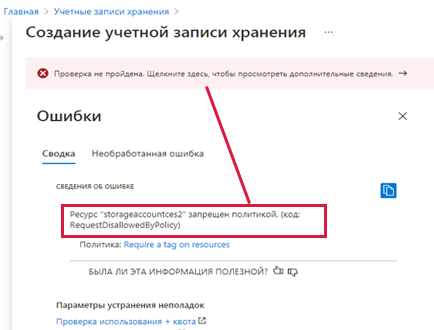 Главная > Учетные записи хранения >
Создание учетной записи хранения ...
Проверка не пройдена. Щелкните здесь, чтобы просмотреть дополнительные сведения. →
Ошибки
Сводка Необработанная ошибка
СВЕДЕНИЯ ОБ ОШИБКЕ
Ресурс "storageaccountces2" запрещен политикой. (код:
RequestDisallowedByPolicy)
Политика: Require a tag on resources
БЫЛА ЛИ ЭТА ИНФОРМАЦИЯ ПОЛЕЗНОЙ?
Параметры устранения неполадок
Проверка использования + квота